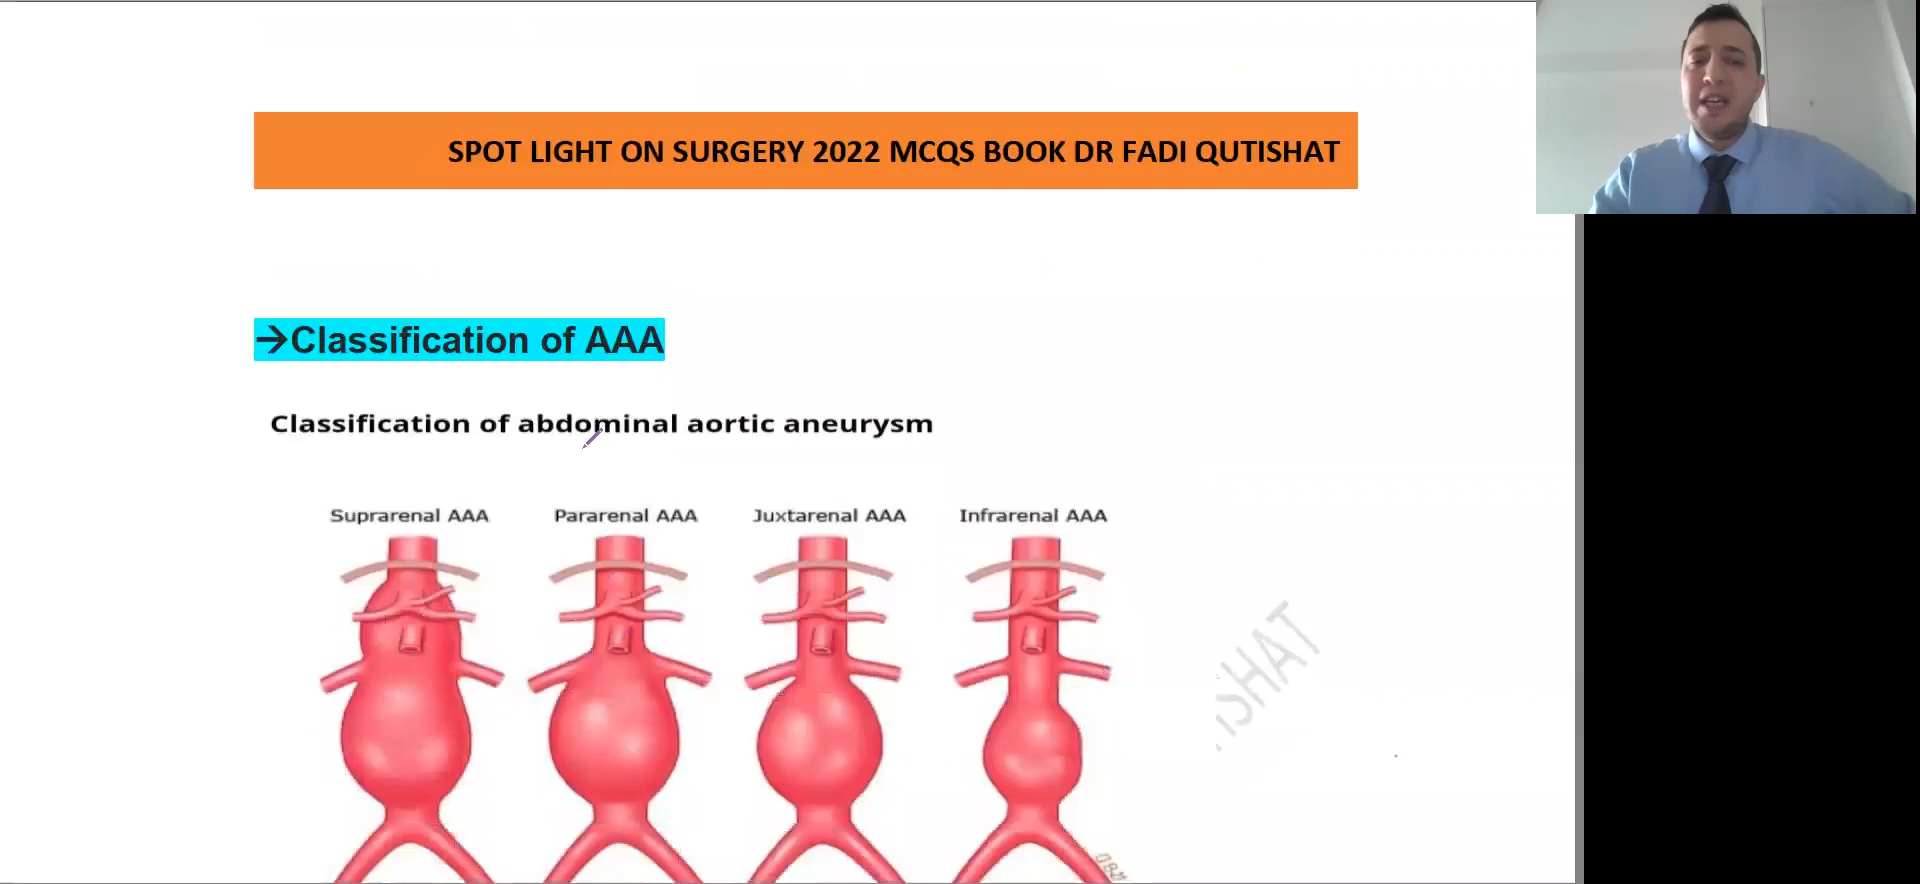 SPOT LIGHT ON SURGERY 2022 MCQS BOOK DR FADI QUTISHAT
→Classification of AAA
Classification of abdominal aortic aneurysm
Suprarenal AAA Pararenal AAA Juxtarenal AAA Infrarenal AAA